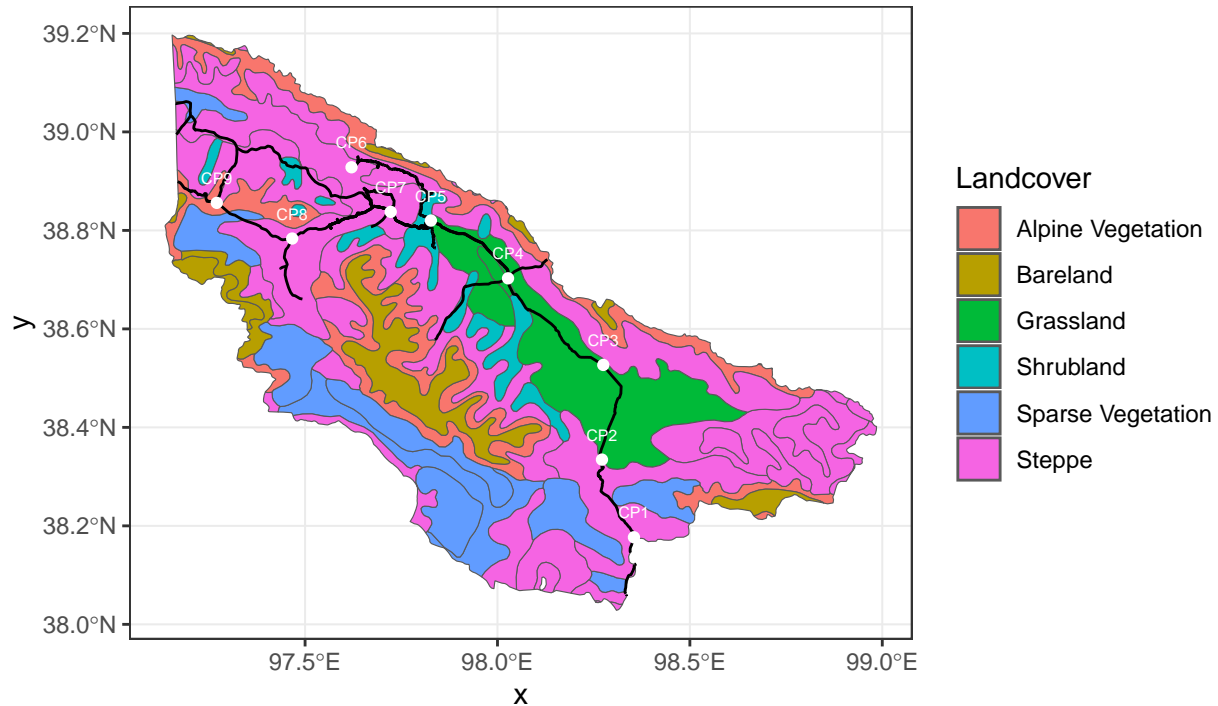 39.2°N
39.0°N
38.8°N
38.6°N
38.4°N
38.2°N
38.0°N
y
CP6
CP9
CP7
CP5
CP8
CP4
CP3
CP2
CP1
97.5°E
98.0°E
98.5°E
99.0°E
x
Landcover
Alpine Vegetation
Bareland
Grassland
Shrubland
Sparse Vegetation
Steppe